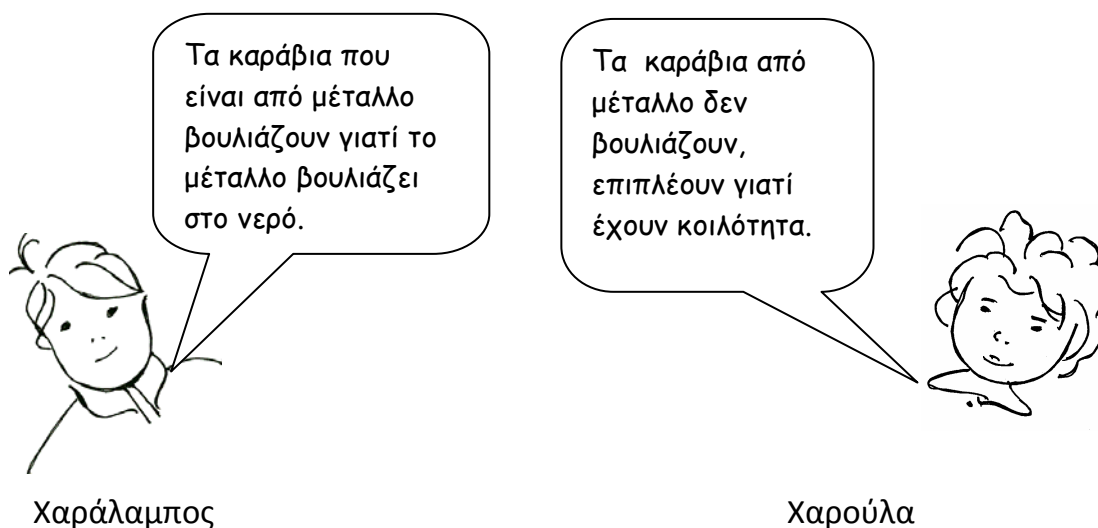 Τα καράβια που
είναι από μέταλλο
βουλιάζουν γιατί το
μέταλλο βουλιάζει
στο νερό.
Τα καράβια από
μέταλλο δεν
βουλιάζουν,
επιπλέουν γιατί
έχουν κοιλότητα.
Χαράλαμπος
Χαρούλα